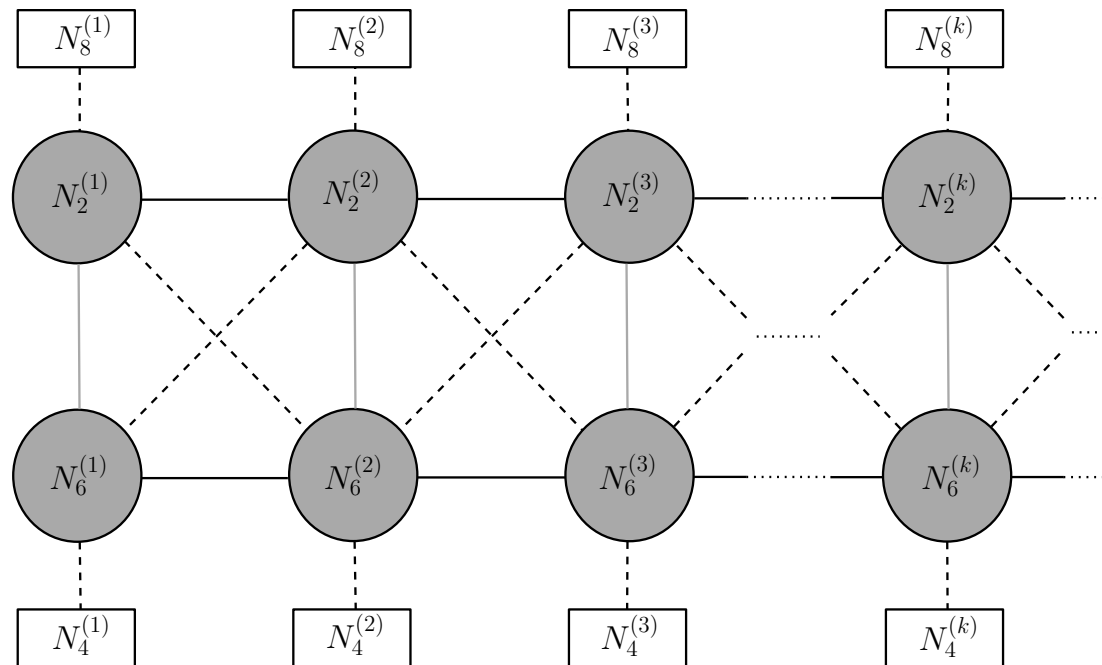 N_8^{(1)} N_8^{(2)} N_8^{(3)} N_8^{(k)}
N_2^{(1)} N_2^{(2)} N_2^{(3)} N_2^{(k)}
N_6^{(1)} N_6^{(2)} N_6^{(3)} N_6^{(k)}
N_4^{(1)} N_4^{(2)} N_4^{(3)} N_4^{(k)}